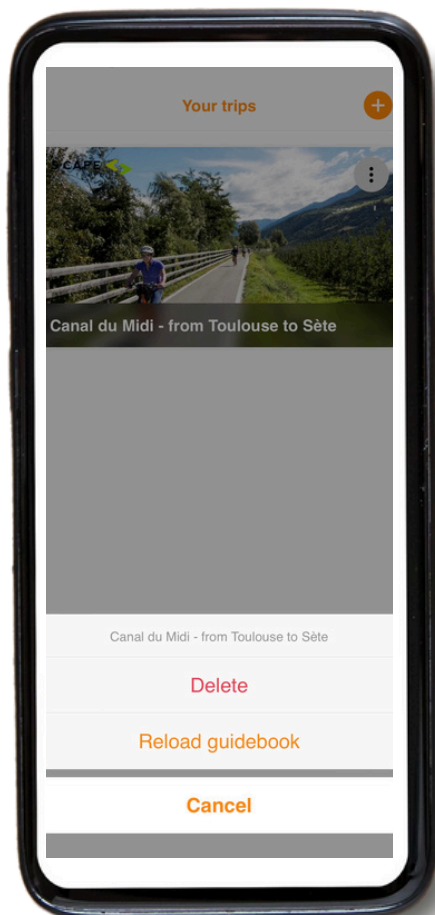 Your trips
CAPE
Canal du Midi - from Toulouse to Sète
Canal du Midi - from Toulouse to Sète
Delete
Reload guidebook
Cancel